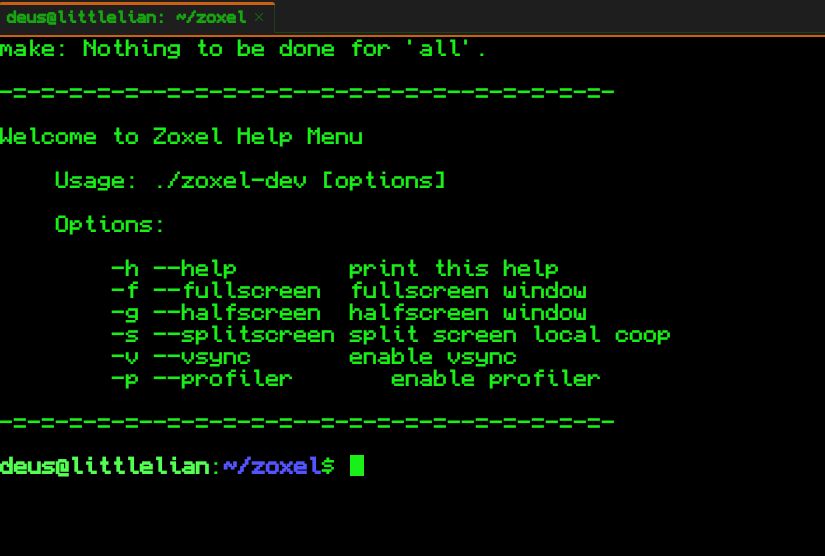 deus@littlelian: ~/zoxel ×
make: Nothing to be done for 'all'.
-=-=-=-=-=--=-=-=-=-=-=-=-=--=-=-=-=-=-=-=-
Welcome to Zoxel Help Menu
Usage: ./zoxel-dev [options]
Options:
-h --help        print this help
-f --fullscreen  fullscreen window
-g --halfscreen  halfscreen window
-s --splitscreen split screen local coop
-v --vsync       enable vsync
-p --profiler       enable profiler
-=-=-=-=-=--=-=-=-=-=-=-=-=--=-=-=-=-=-=-=-
deus@littlelian:~/zoxel$